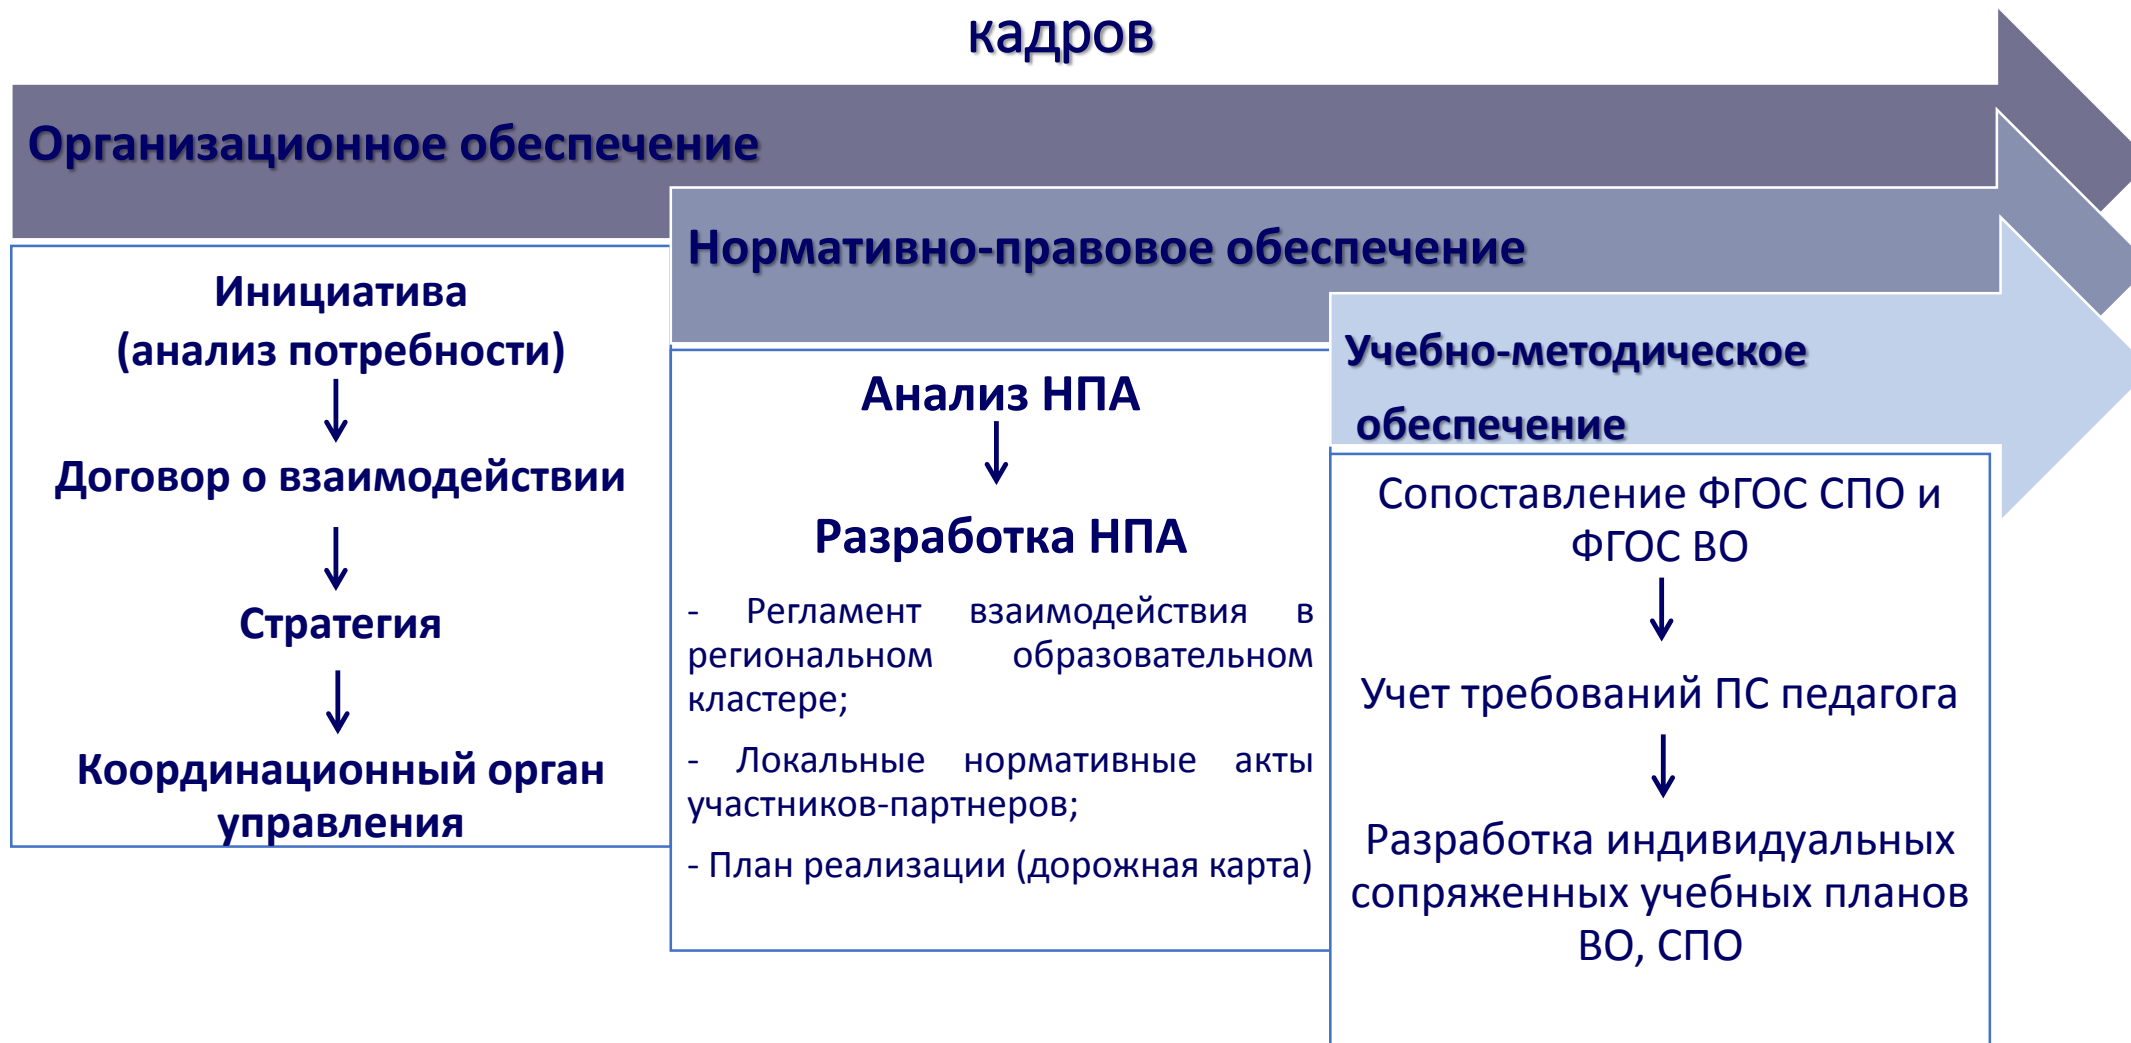 кадров
Организационное обеспечение
Инициатива
(анализ потребности)
Договор о взаимодействии
Стратегия
Координационный орган
управления
Нормативно-правовое обеспечение
Анализ НПА
Разработка НПА
- Регламент взаимодействия в
региональном образовательном
кластере;
- Локальные нормативные акты
участников-партнеров;
- План реализации (дорожная карта)
Учебно-методическое
обеспечение
Сопоставление ФГОС СПО и
ФГОС ВО
Учет требований ПС педагога
Разработка индивидуальных
сопряженных учебных планов
ВО, СПО